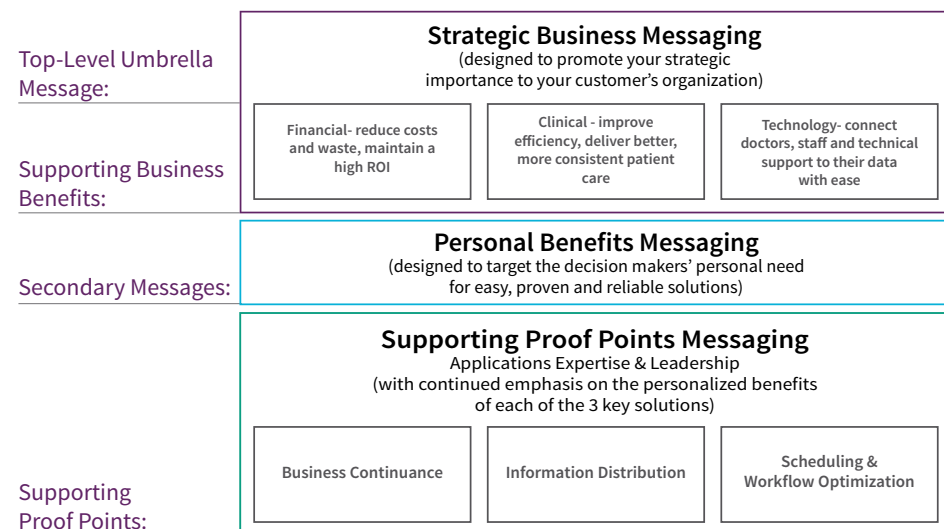 Top-Level Umbrella
Message:
Strategic Business Messaging
(designed to promote your strategic
importance to your customer's organization)
Supporting Business
Benefits:
Financial- reduce costs
and waste, maintain a
high ROI
Clinical - improve
efficiency, deliver better,
more consistent patient
care
Technology- connect
doctors, staff and technical
support to their data
with ease
Secondary Messages:
Personal Benefits Messaging
(designed to target the decision makers' personal need
for easy, proven and reliable solutions)
Supporting Proof Points Messaging
Applications Expertise & Leadership
(with continued emphasis on the personalized benefits
of each of the 3 key solutions)
Supporting
Proof Points:
Business Continuance
Information Distribution
Scheduling &
Workflow Optimization